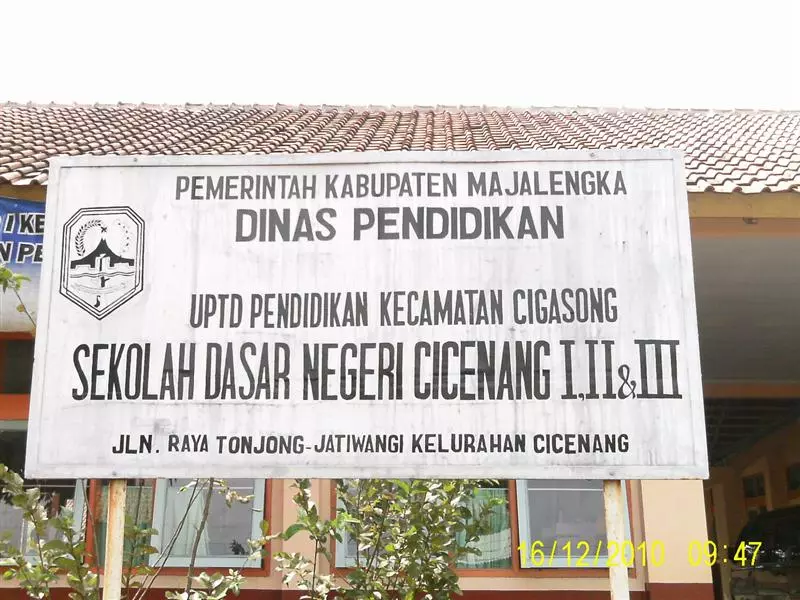 PEMERINTAH KABUPATEN MAJALENGKA
DINAS PENDIDIKAN
UPTD PENDIDIKAN KECAMATAN CIGASONG
SEKOLAH DASAR NEGERI CICENANG I,II&III
JLN. RAYA TONJONG-JATIWANGI KELURAHAN CICENANG
16/12/2010 09:47